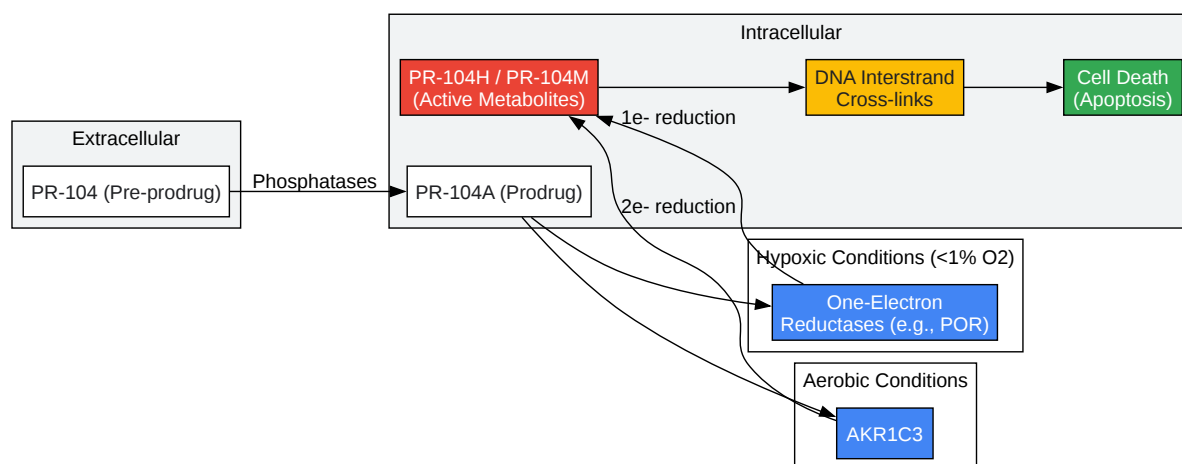 Intracellular
PR-104H / PR-104M
(Active Metabolites)
DNA Interstrand
Cross-links
Cell Death
(Apoptosis)
1e- reduction
Extracellular
PR-104 (Pre-prodrug)
Phosphatases
PR-104A (Prodrug)
2e- reduction
Hypoxic Conditions (<1% O2)
One-Electron
Reductases (e.g., POR)
Aerobic Conditions
AKR1C3